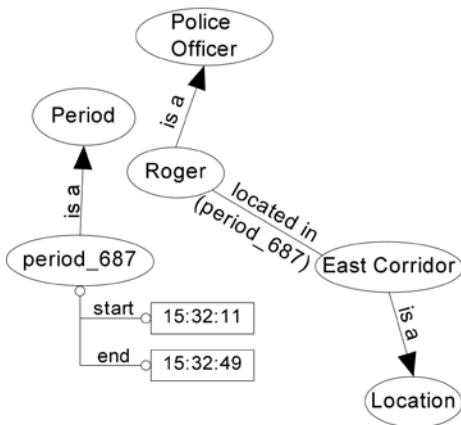 Police
Officer
Period
is a
Roger
is a
located in
(period_687)
period_687
East Corridor
start
15:32:11
is a
end
15:32:49
Location